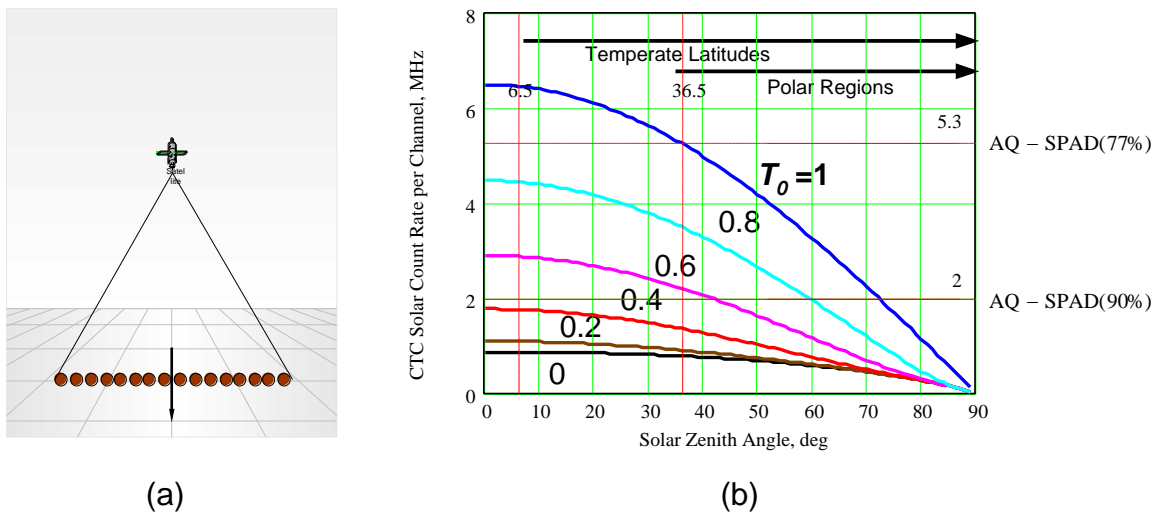 Satel
lite
(a)
CTC Solar Count Rate per Channel, MHz
8
6
4
2
0
Temperate Latitudes
Polar Regions
6.5
36.5
5.3
AQ − SPAD(77%)
T0 =1
0.8
0.6
0.4
0.2
0
2
AQ − SPAD(90%)
0 10 20 30 40 50 60 70 80 90
Solar Zenith Angle, deg
(b)